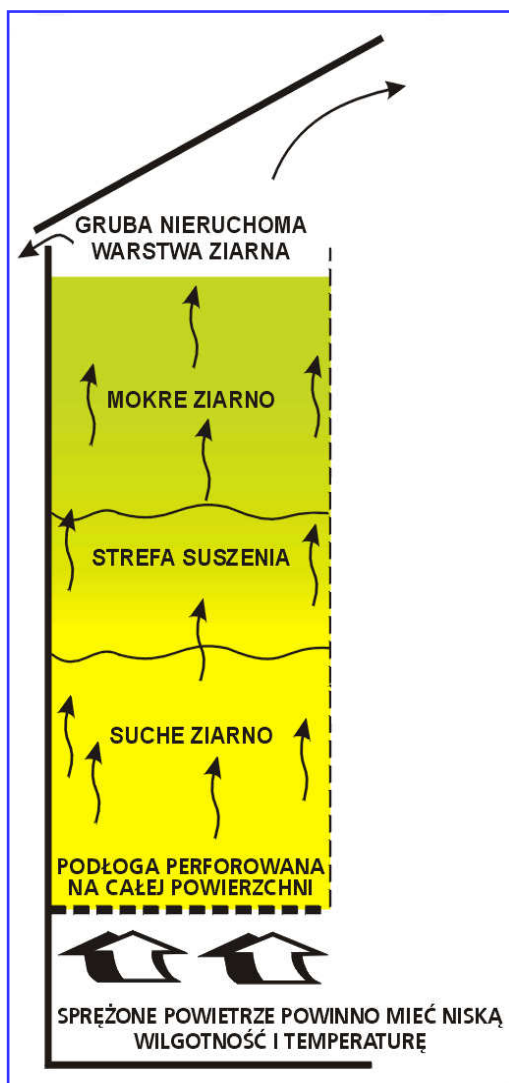 GRUBA NIERUCHOMA
WARSTWA ZIARNA
MOKRE ZIARNO
STREFA SUSZENIA
SUCHE ZIARNO
PODŁOGA PERFOROWANA
NA CAŁEJ POWIERZCHNI
SPRĘŻONE POWIETRZE POWINNO MIEĆ NISKĄ
WILGOTNOŚĆ I TEMPERATURĘ